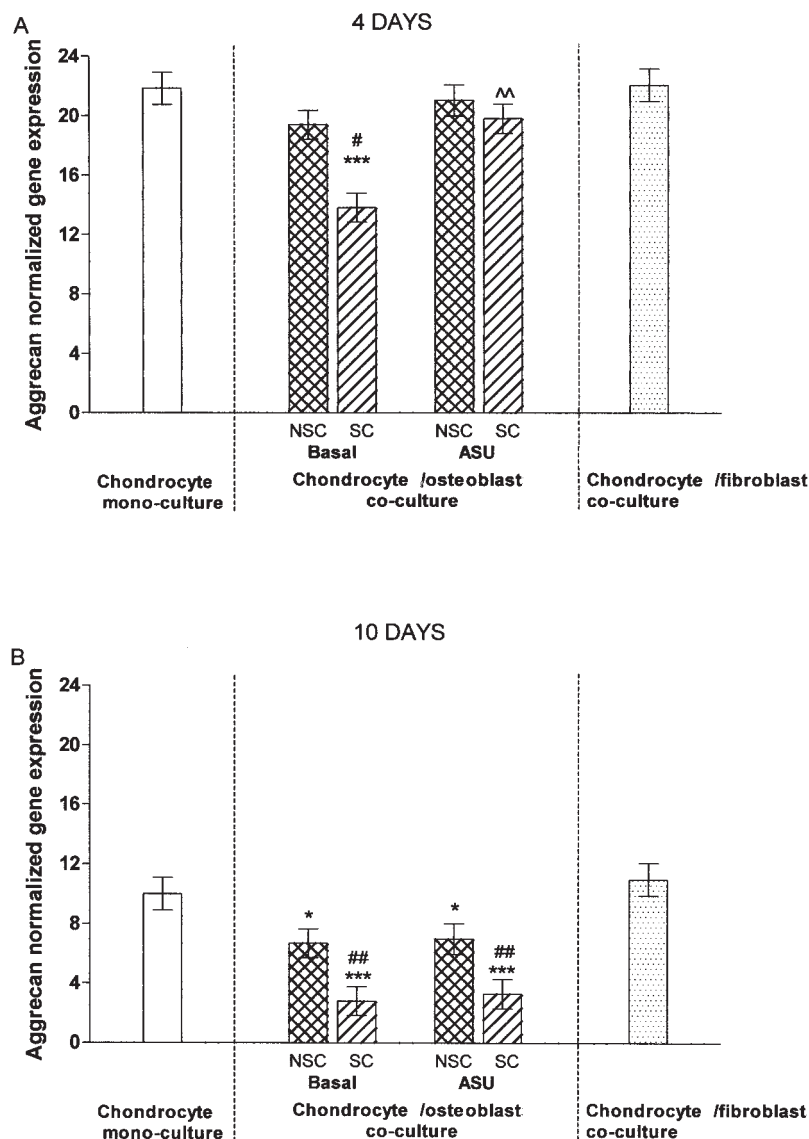 A
4 DAYS
Aggrecan normalized gene expression
24
20
16
12
8
4
0
#
***
^^
NSC SC NSC SC
Basal ASU
Chondrocyte mono-culture
Chondrocyte /osteoblast co-culture
Chondrocyte /fibroblast co-culture
10 DAYS
B
Aggrecan normalized gene expression
24
20
16
12
8
4
0
*
##
***
*
##
***
NSC SC NSC SC
Basal ASU
Chondrocyte mono-culture
Chondrocyte /osteoblast co-culture
Chondrocyte /fibroblast co-culture